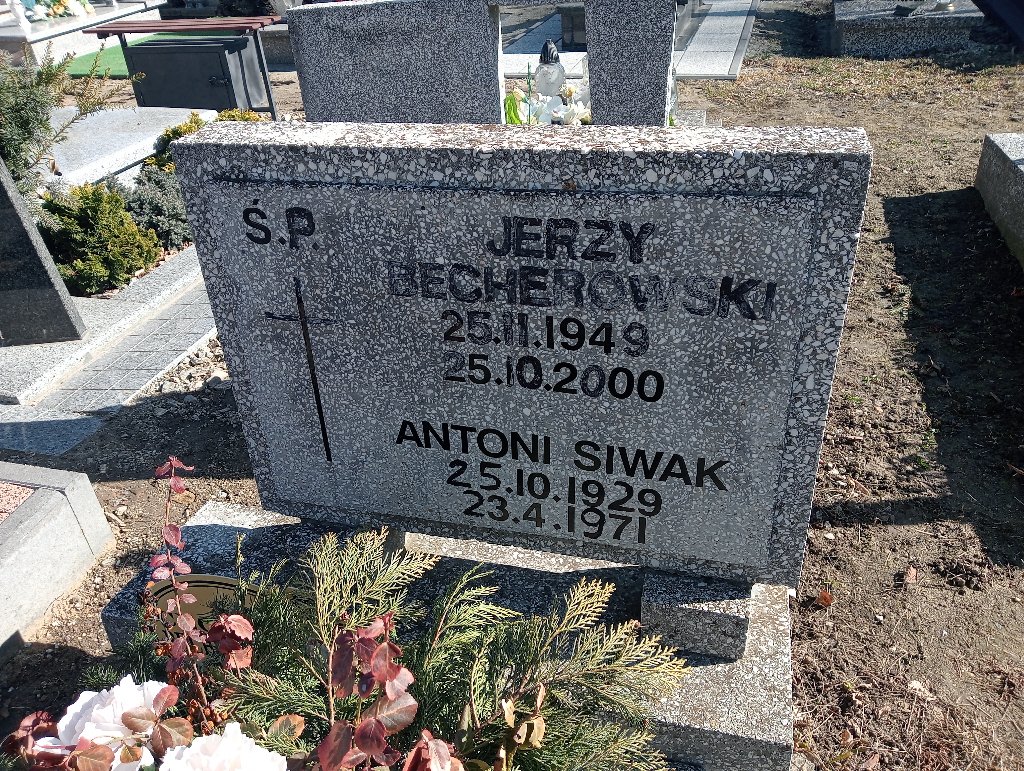 Ś.P.
JERZY
BECHEROWSKI
25.11.1949
25.10.2000
ANTONI SIWAK
25.10.1929
23.4.1971